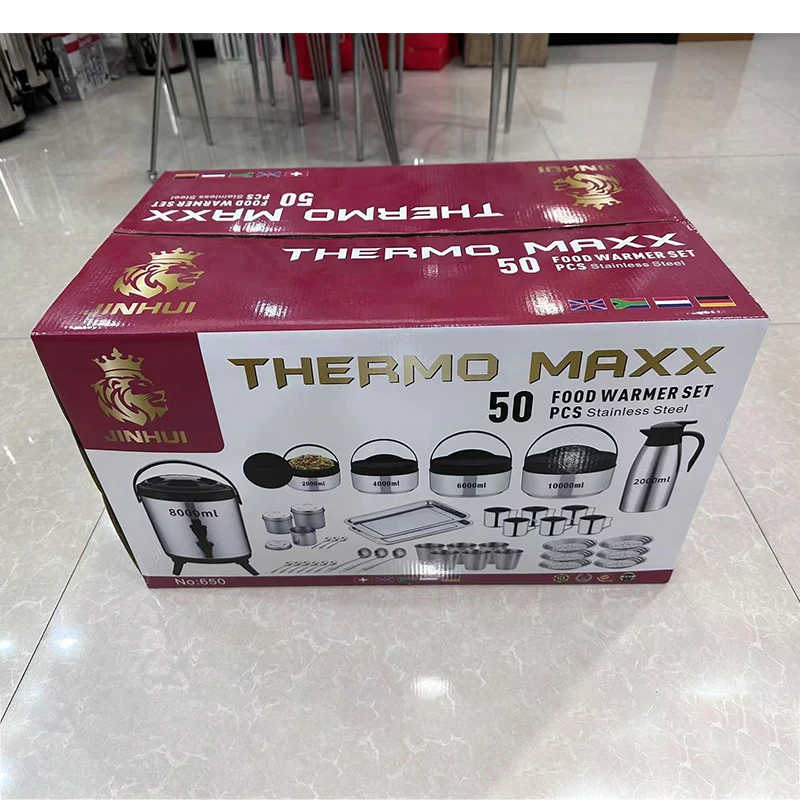 JINHUI
THERMO MAXX
50 FOOD WARMER SET
PCS Stainless Steel
THERMO MAXX
50 FOOD WARMER SET
PCS Stainless Steel
JINHUI
JINHUI
THERMO MAXX
50 FOOD WARMER SET
PCS Stainless Steel
8000ml
2000ml
4000ml
6000ml
10000ml
2000ml
No:650